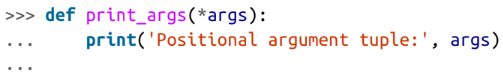 >>> def print_args(*args):
...     print('Positional argument tuple:', args)
...